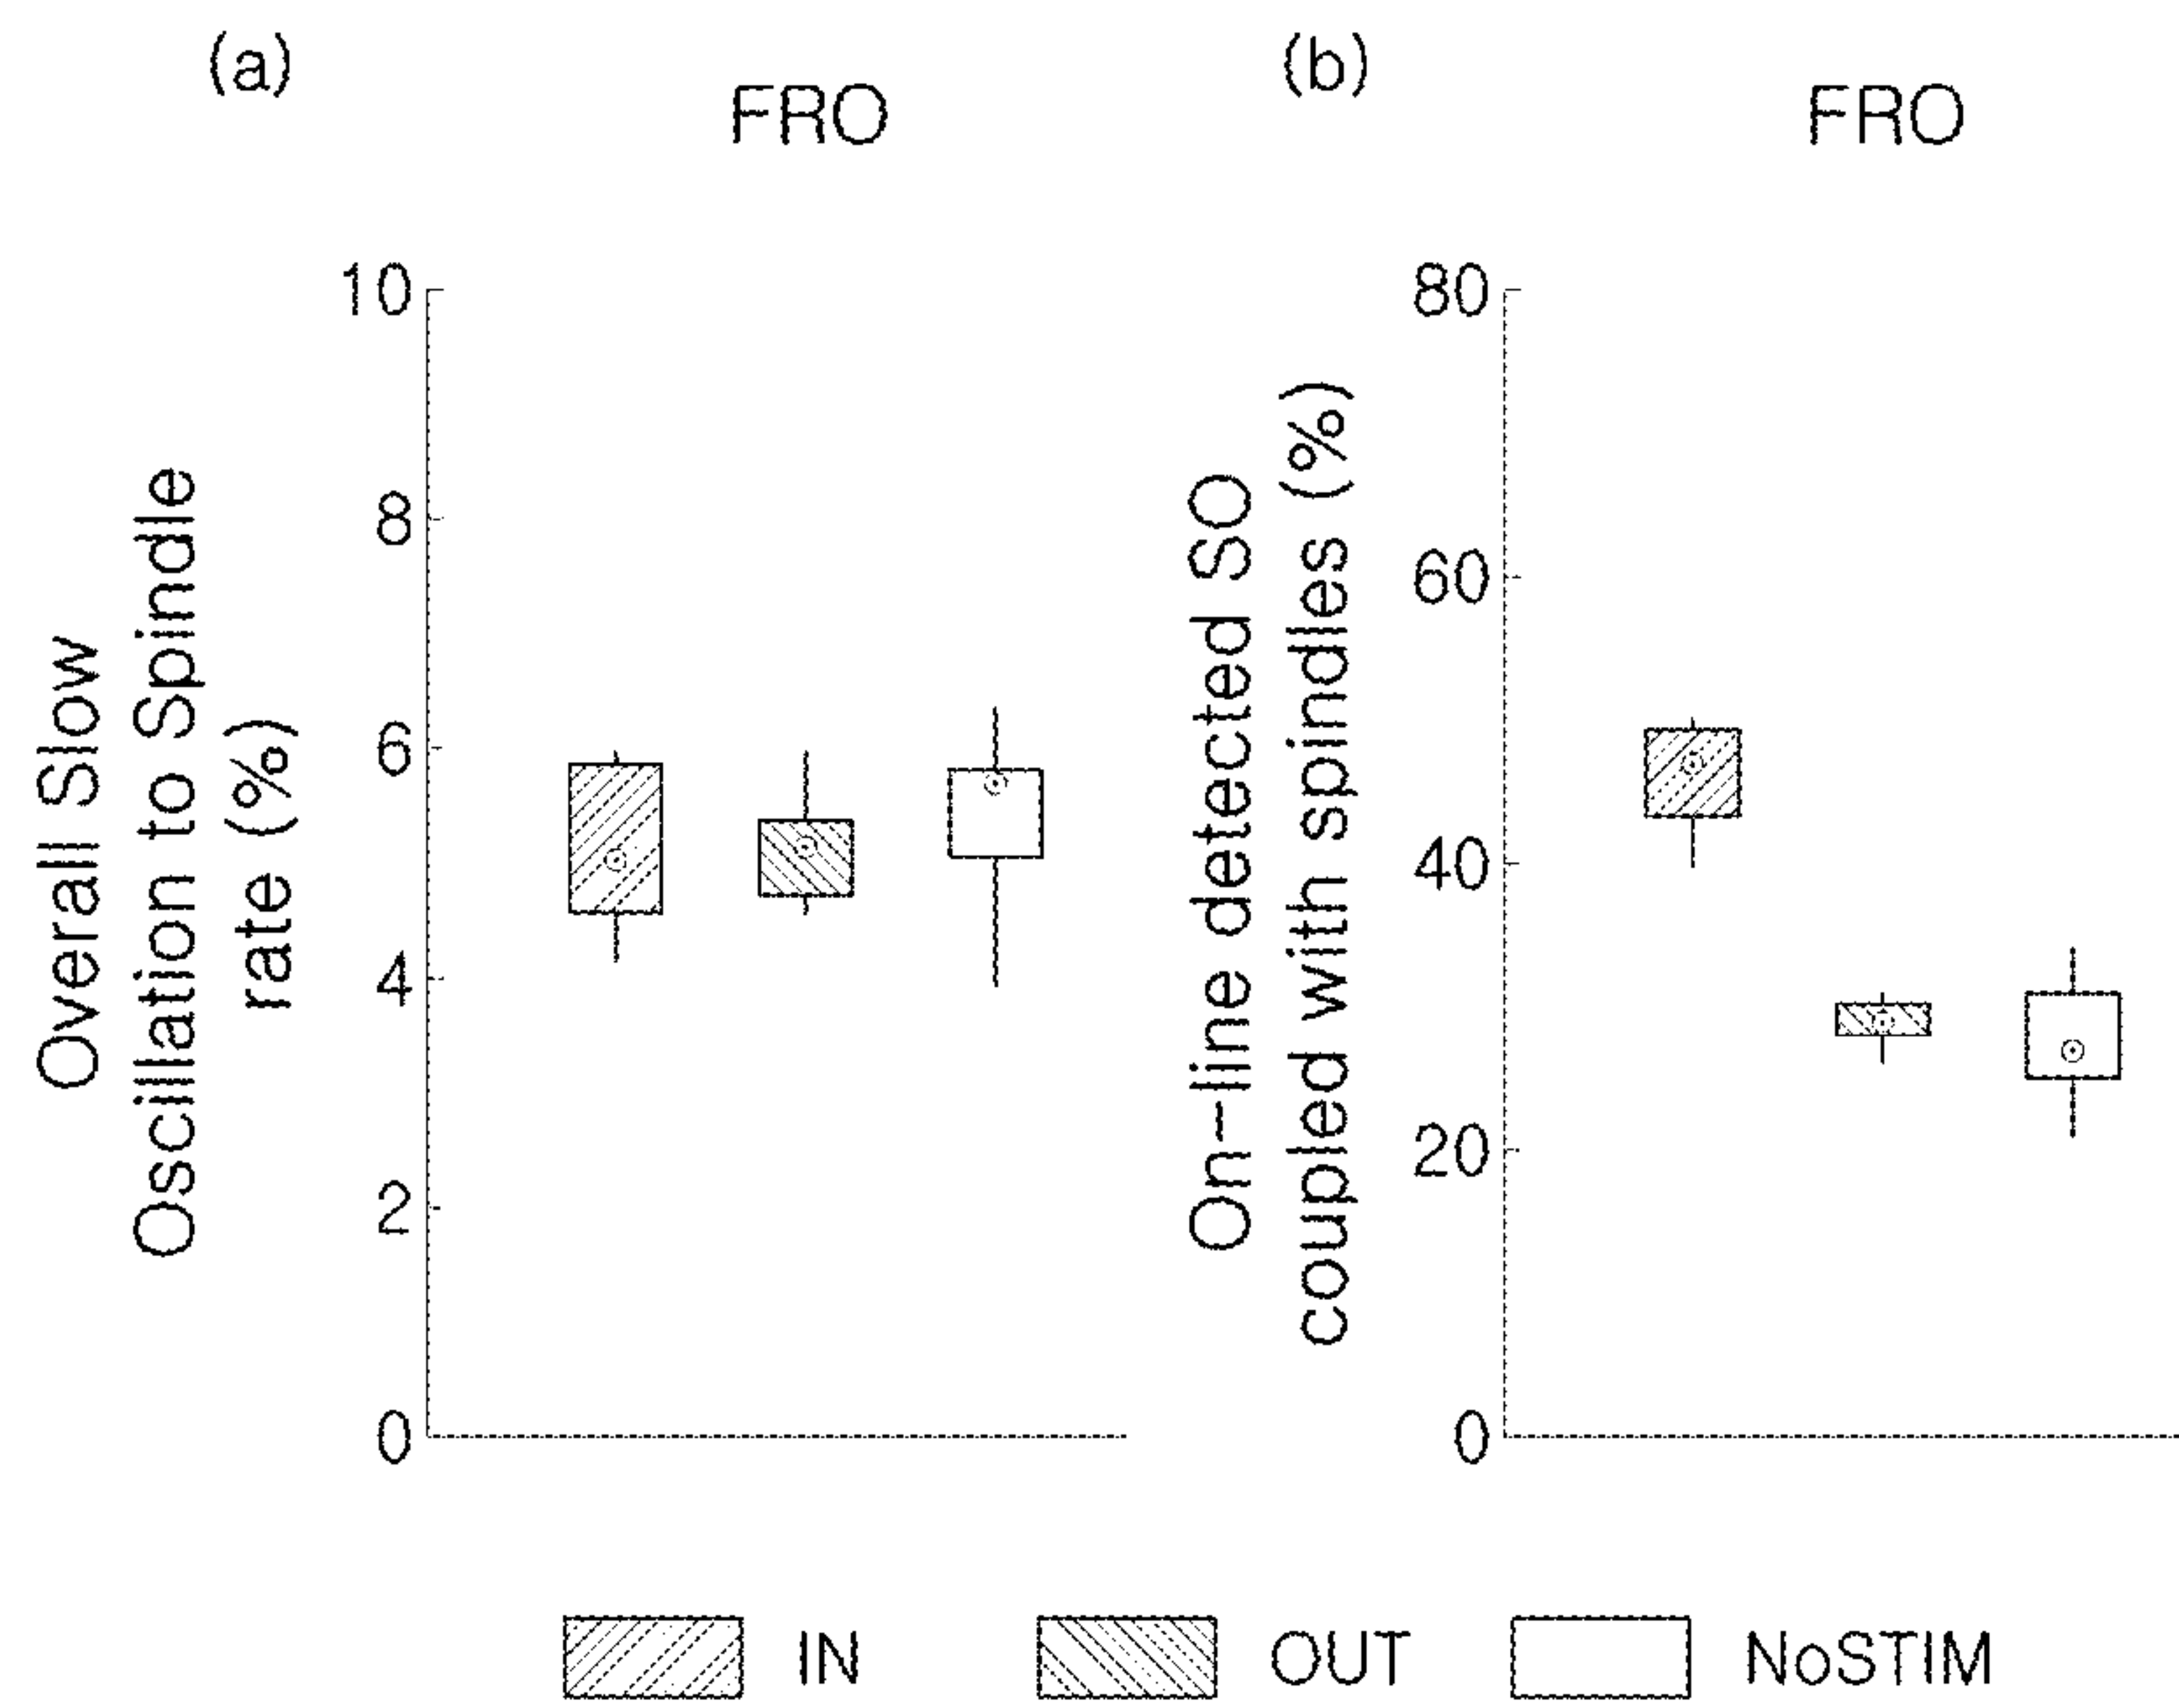 (a)
FRO
Overall Slow
Oscillation to Spindle
rate (%)
10
8
6
4
2
0
(b)
FRO
On-line detected SO
coupled with spindles (%)
80
60
40
20
0
IN
OUT
NoSTIM